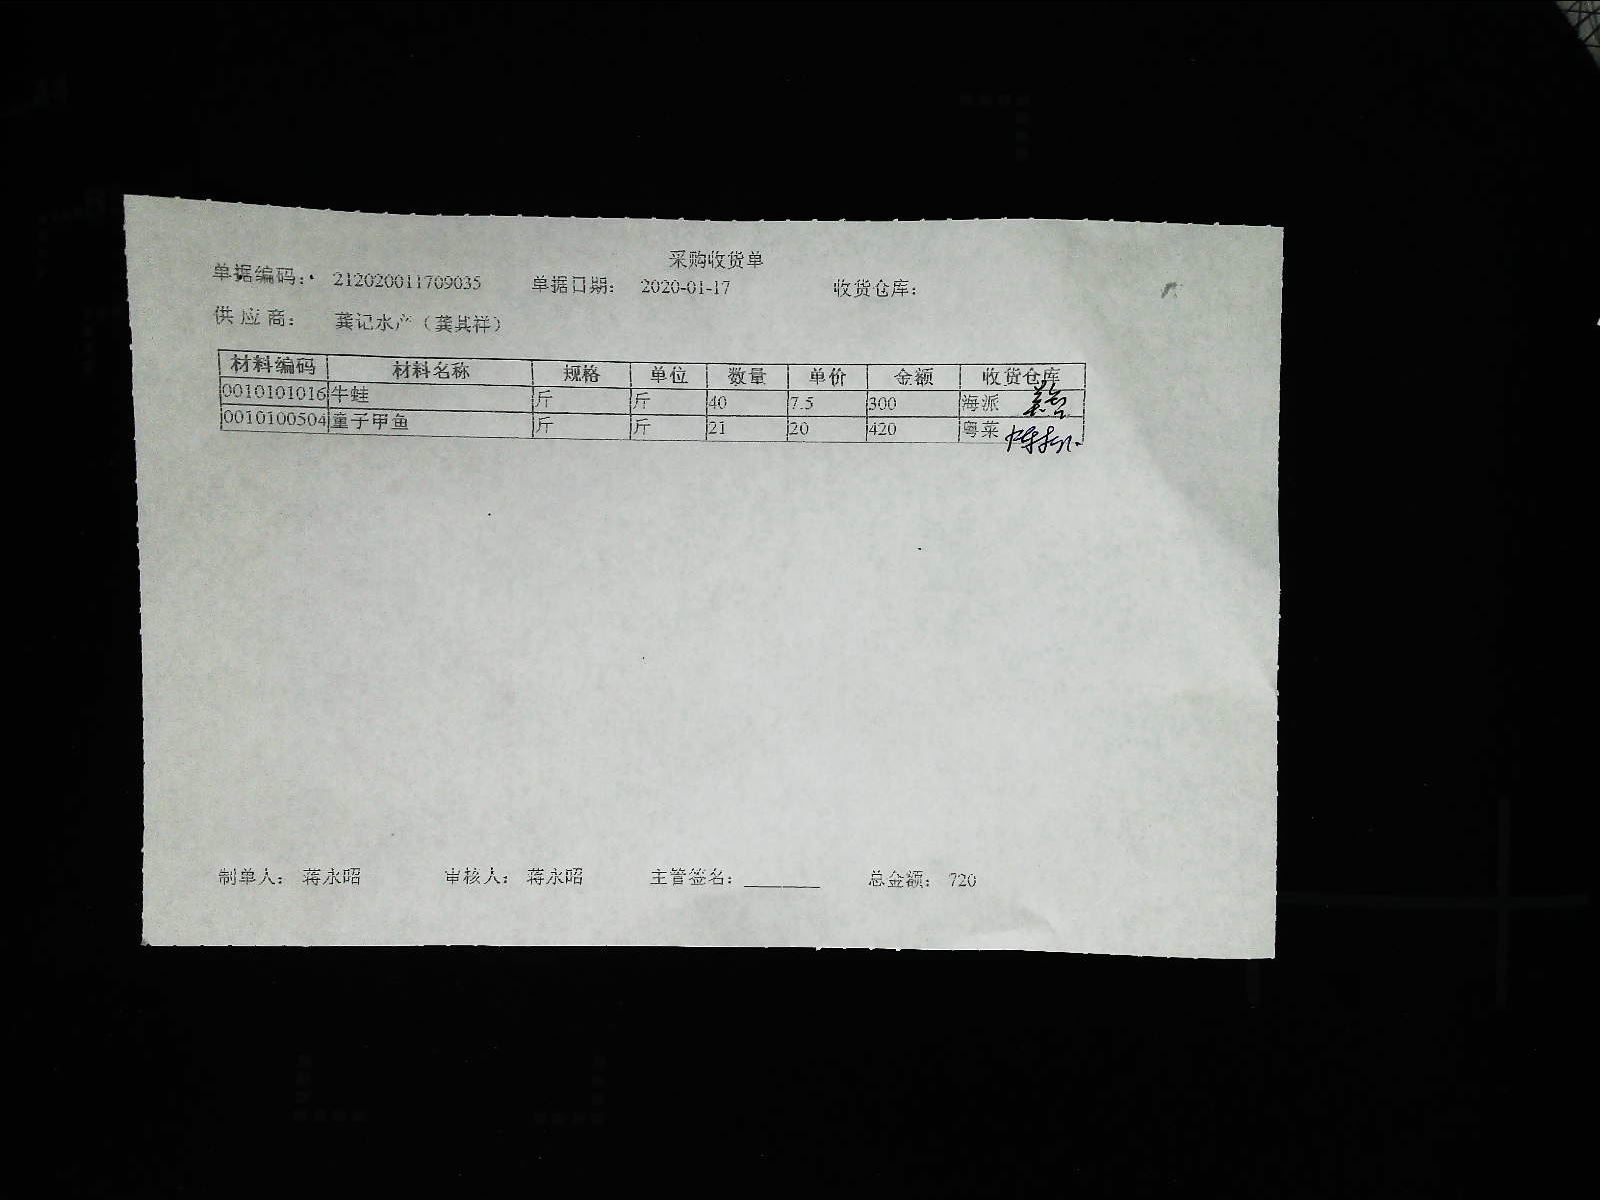 采购收货单
单据编码： 212020011709035 单据日期： 2020-01-17 收货仓库：
供 应 商： 龚记水产（龚其祥）
材料编码 材料名称 规格 单位 数量 单价 金额 收货仓库
0010101016 牛蛙 斤 斤 40 7.5 300 海派
0010100504 童子甲鱼 斤 斤 21 20 420 粤菜
制单人： 蒋永昭 审核人： 蒋永昭 主管签名：________ 总金额： 720